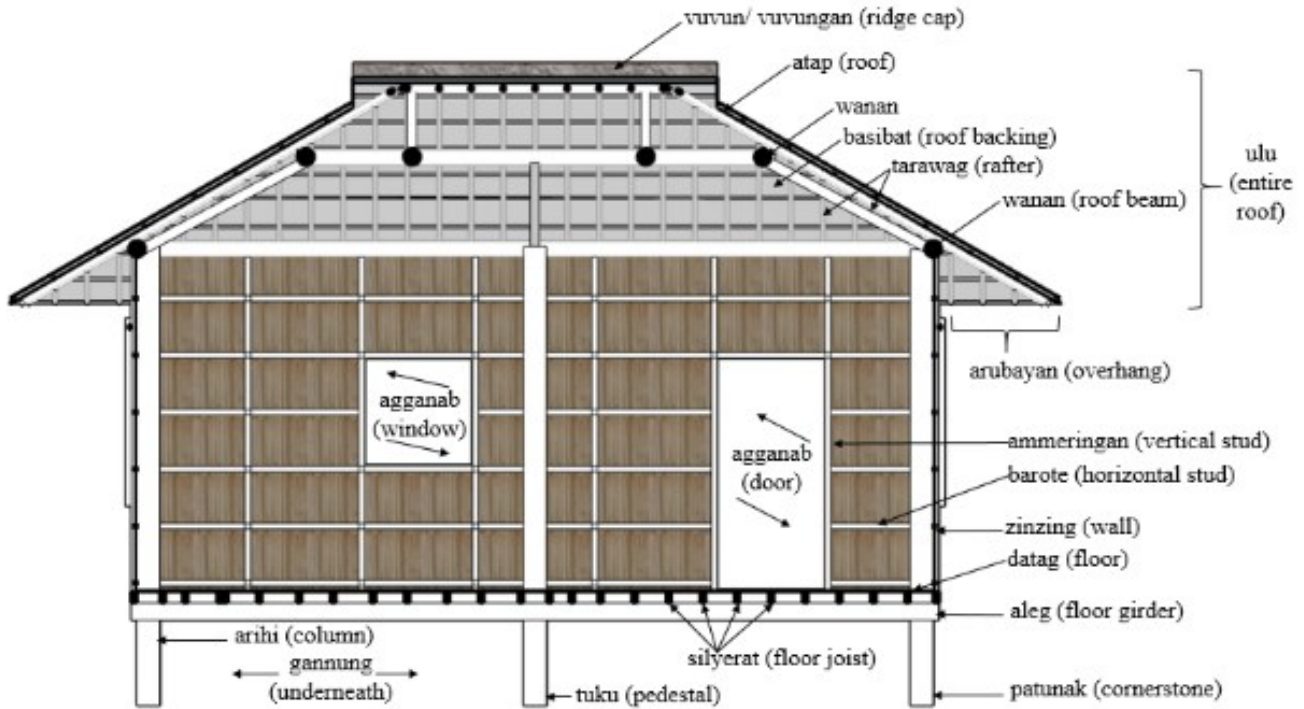 vuvun/ vuvungan (ridge cap)
atap (roof)
wanan
basibat (roof backing)
tarawag (rafter)
ulu
(entire
roof)
wanan (roof beam)
arubayan (overhang)
agganab
(window)
agganab
(door)
ammeringan (vertical stud)
barote (horizontal stud)
zinzing (wall)
datag (floor)
aleg (floor girder)
arihi (column)
silyerat (floor joist)
gannung
(underneath)
tuku (pedestal)
patunak (cornerstone)